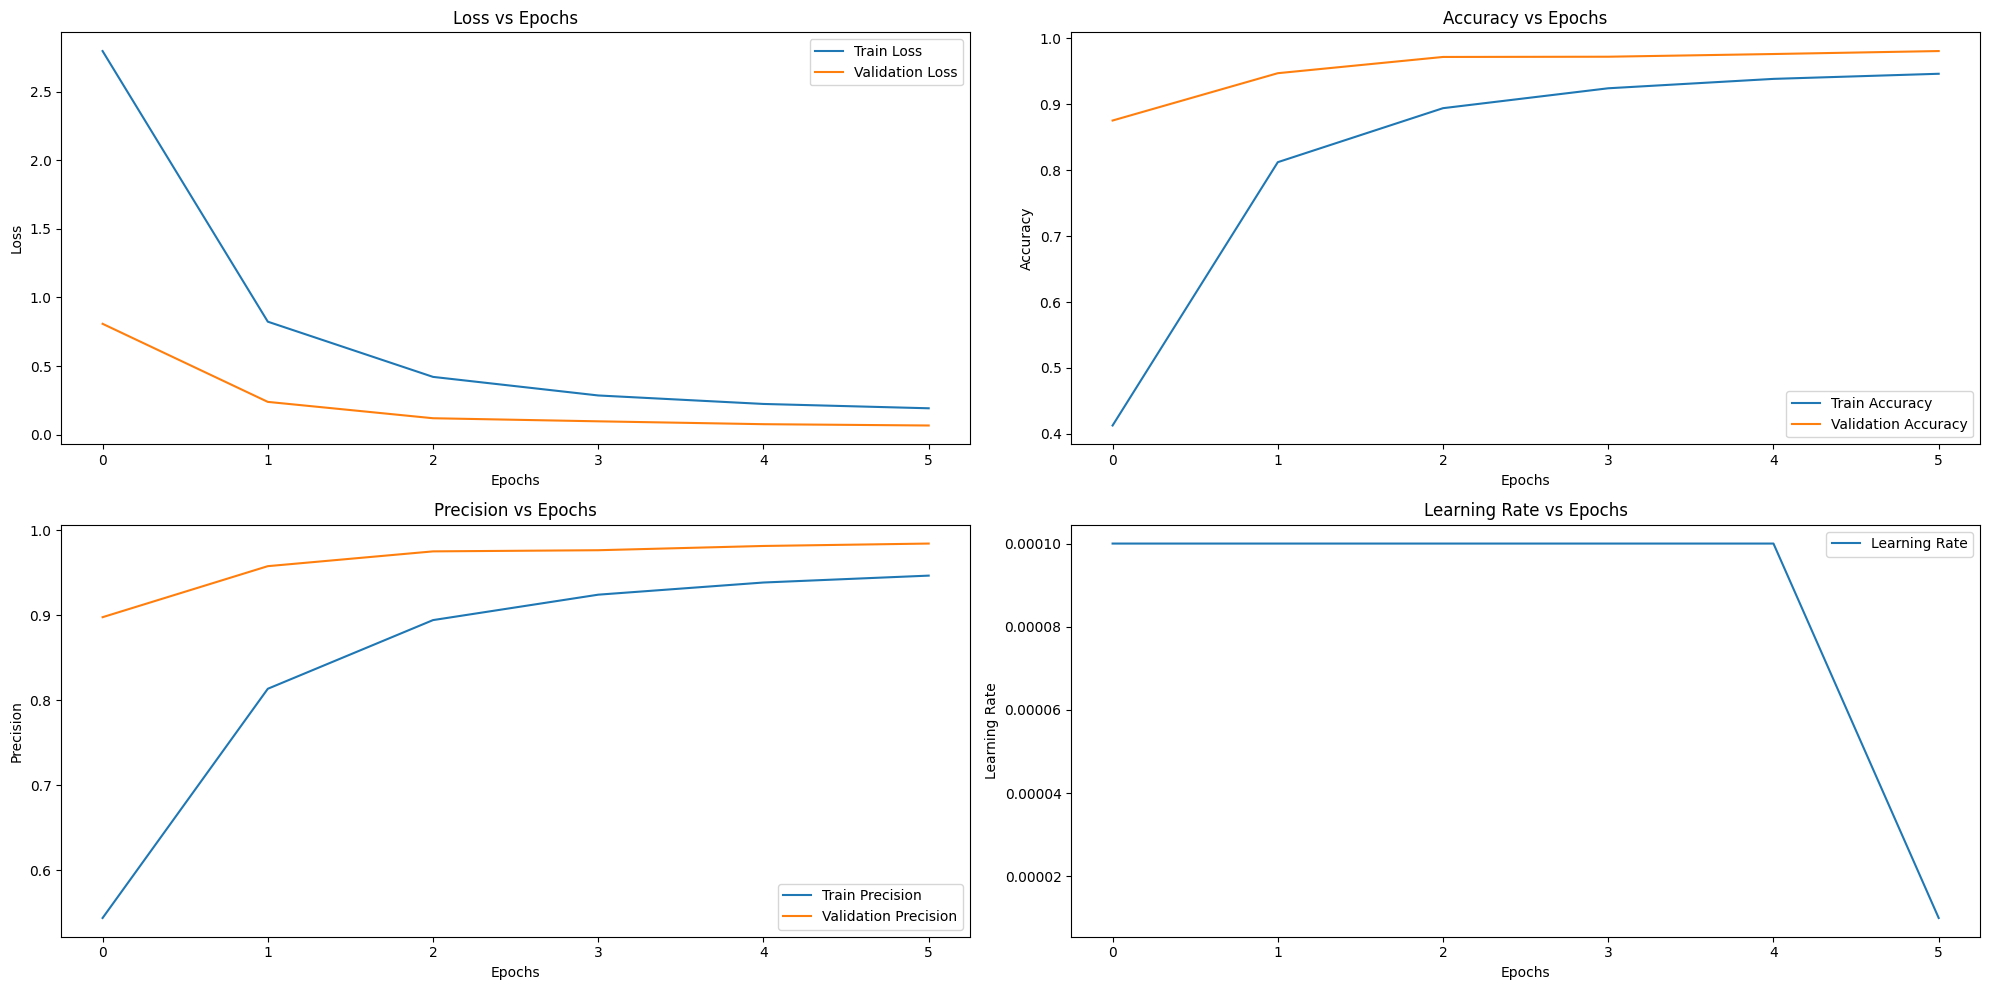 Loss vs Epochs
Train Loss
Validation Loss
2.5
2.0
1.5
1.0
0.5
0.0
Loss
0 1 2 3 4 5
Epochs
Accuracy vs Epochs
1.0
0.9
0.8
0.7
0.6
0.5
0.4
Accuracy
Train Accuracy
Validation Accuracy
0 1 2 3 4 5
Epochs
Precision vs Epochs
1.0
0.9
0.8
0.7
0.6
Precision
Train Precision
Validation Precision
0 1 2 3 4 5
Epochs
Learning Rate vs Epochs
Learning Rate
0.00010
0.00008
0.00006
0.00004
0.00002
Learning Rate
0 1 2 3 4 5
Epochs